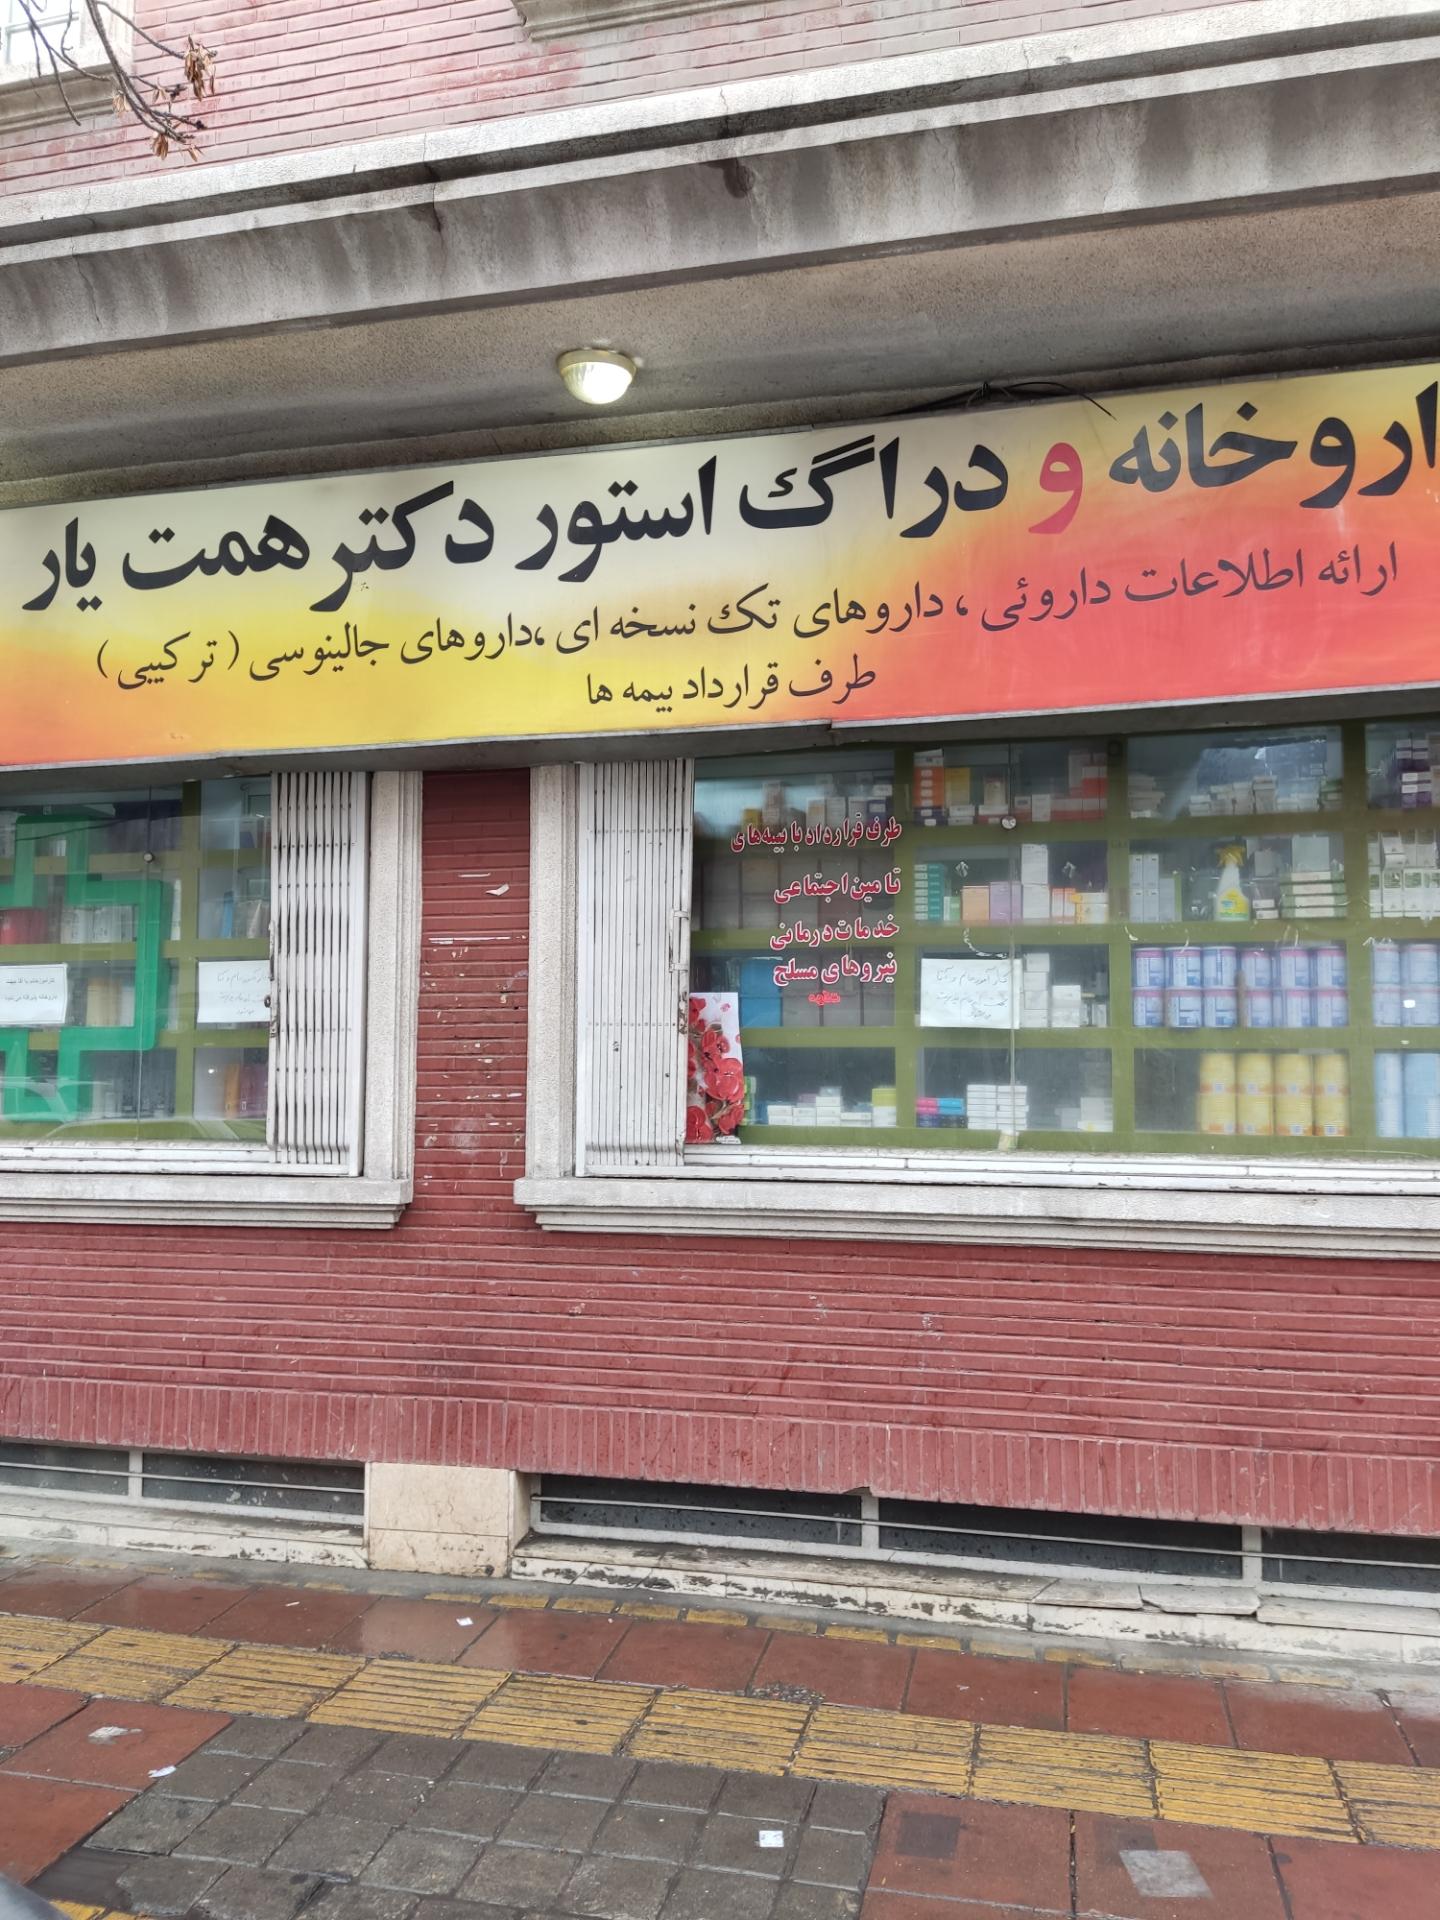 اروخانه و دراگ استور دکتر همت یار
ارائه اطلاعات داروئی ، داروهای تک نسخه ای ،داروهای جالینوسی ( ترکیبی )
طرف قرارداد بیمه ها
طرف قرارداد با بیمه‌های
تامین اجتماعی
خدمات درمانی
نیروهای مسلح